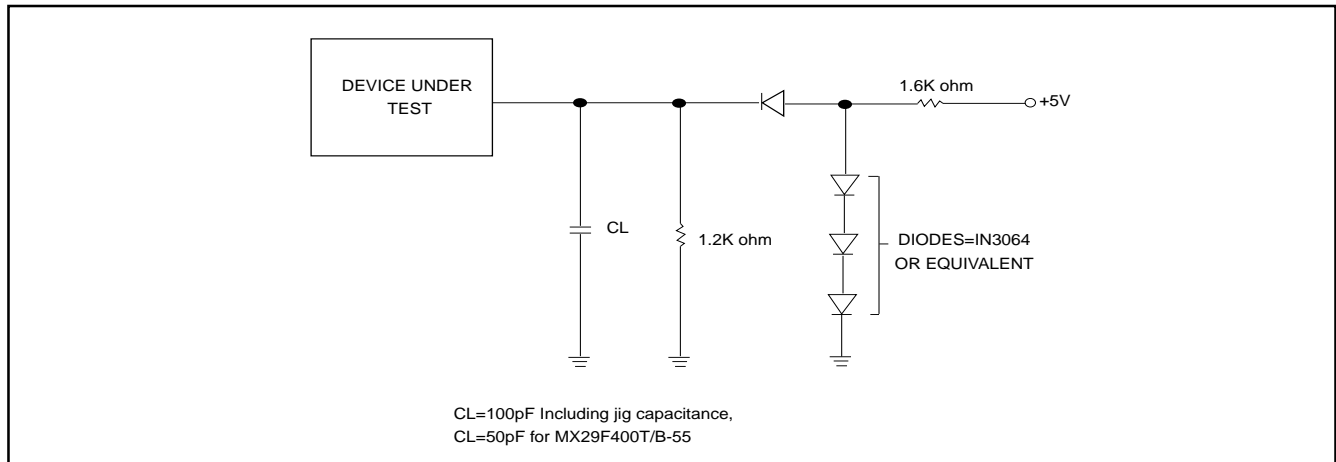 DEVICE UNDER
TEST
1.6K ohm
+5V
CL
1.2K ohm
DIODES=IN3064
OR EQUIVALENT
CL=100pF Including jig capacitance,
CL=50pF for MX29F400T/B-55